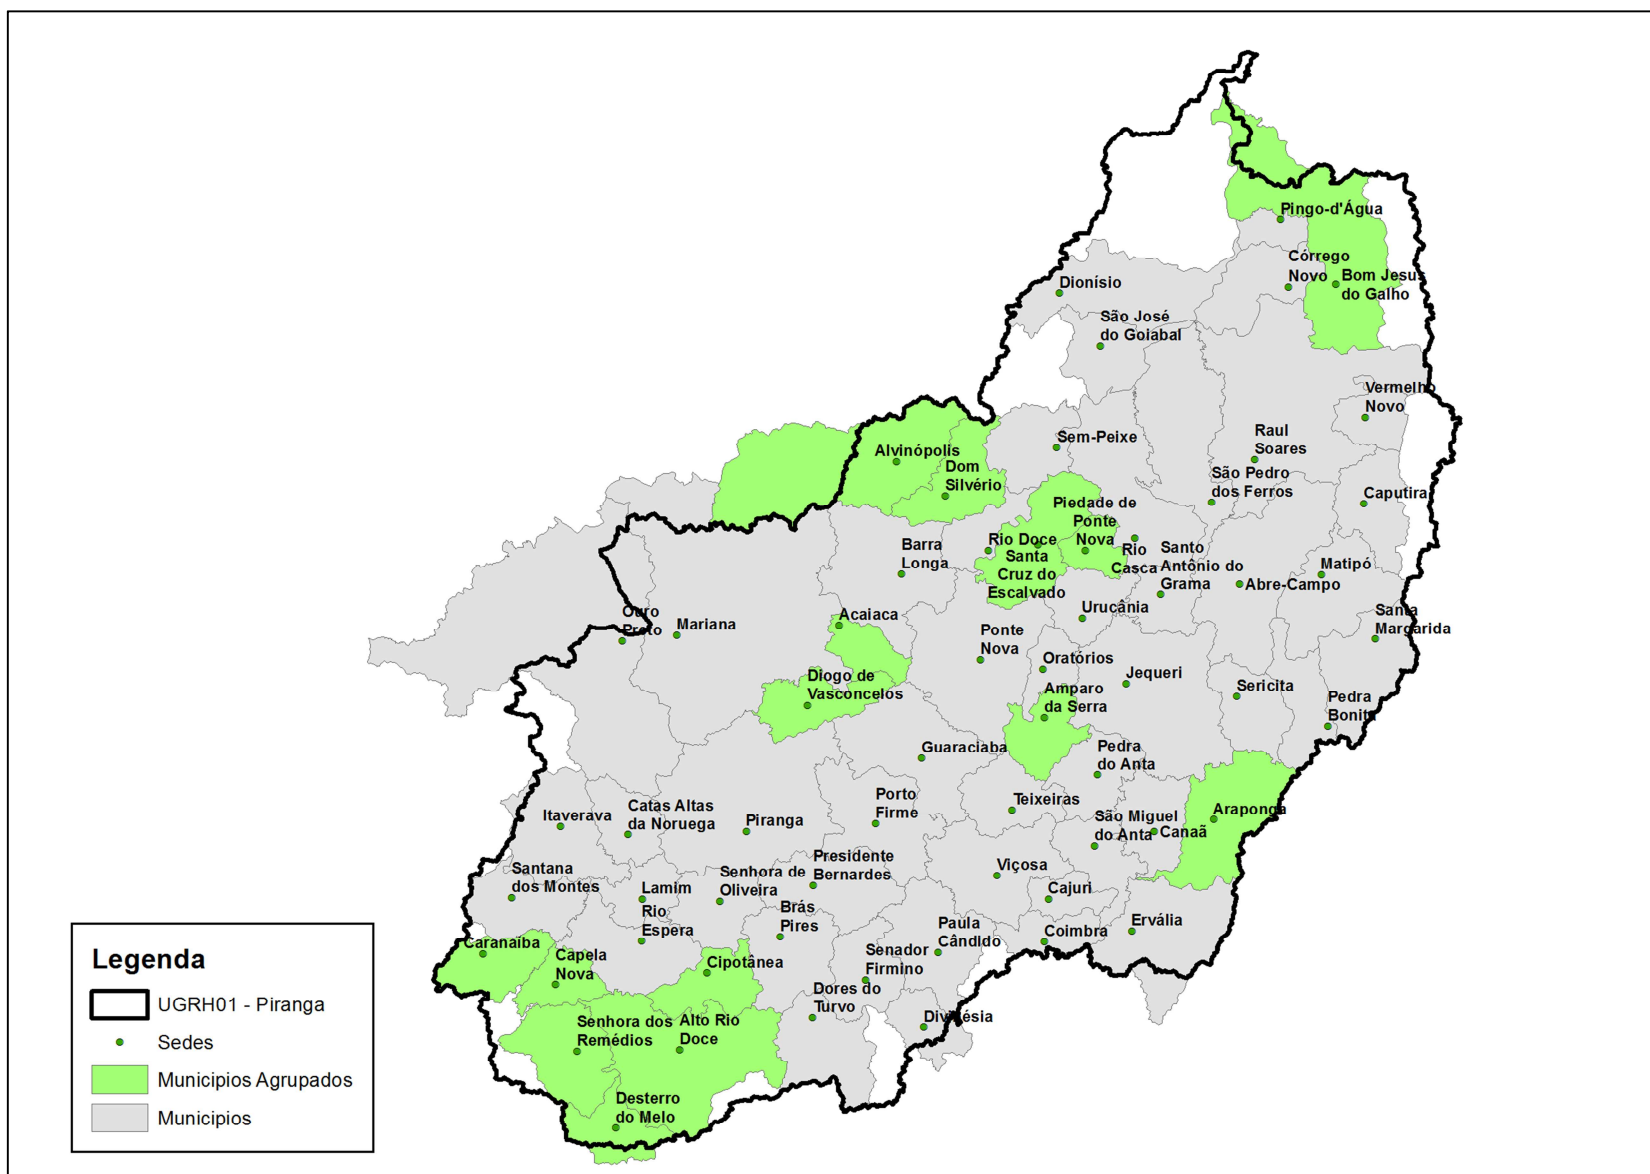 Pingo-d'Água
Córrego
Novo
Bom Jesus
do Galho
Dionísio
São José
do Goiabal
Vermelho
Novo
Raul
Soares
Sem-Peixe
Alvinópolis
Dom
Silvério
São Pedro
dos Ferros
Caputira
Piedade de
Ponte
Nova
Rio Doce
Santa
Cruz do
Escalvado
Rio
Casca
Santo
Antônio do
Grama
Barra
Longa
Matipó
Abre-Campo
Urucânia
Santa
Margarida
Ouro
Preto
Mariana
Acaiaca
Ponte
Nova
Oratórios
Jequeri
Diogo de
Vasconcelos
Amparo
da Serra
Sericita
Pedra
Bonita
Guaraciaba
Pedra
do Anta
Porto
Firme
Teixeiras
São Miguel
do Anta
Canaã
Araponga
Itaverava
Catas Altas
da Noruega
Piranga
Presidente
Bernardes
Viçosa
Santana
dos Montes
Lamim
Senhora de
Oliveira
Cajuri
Rio
Espera
Brás
Pires
Paula
Cândido
Coimbra
Ervália
Caranaíba
Capela
Nova
Cipotânea
Senador
Firmino
Dores do
Turvo
Divinésia
Senhora dos
Remédios
Alto Rio
Doce
Desterro
do Melo
Legenda
UGRH01 - Piranga
Sedes
Municipios Agrupados
Municipios